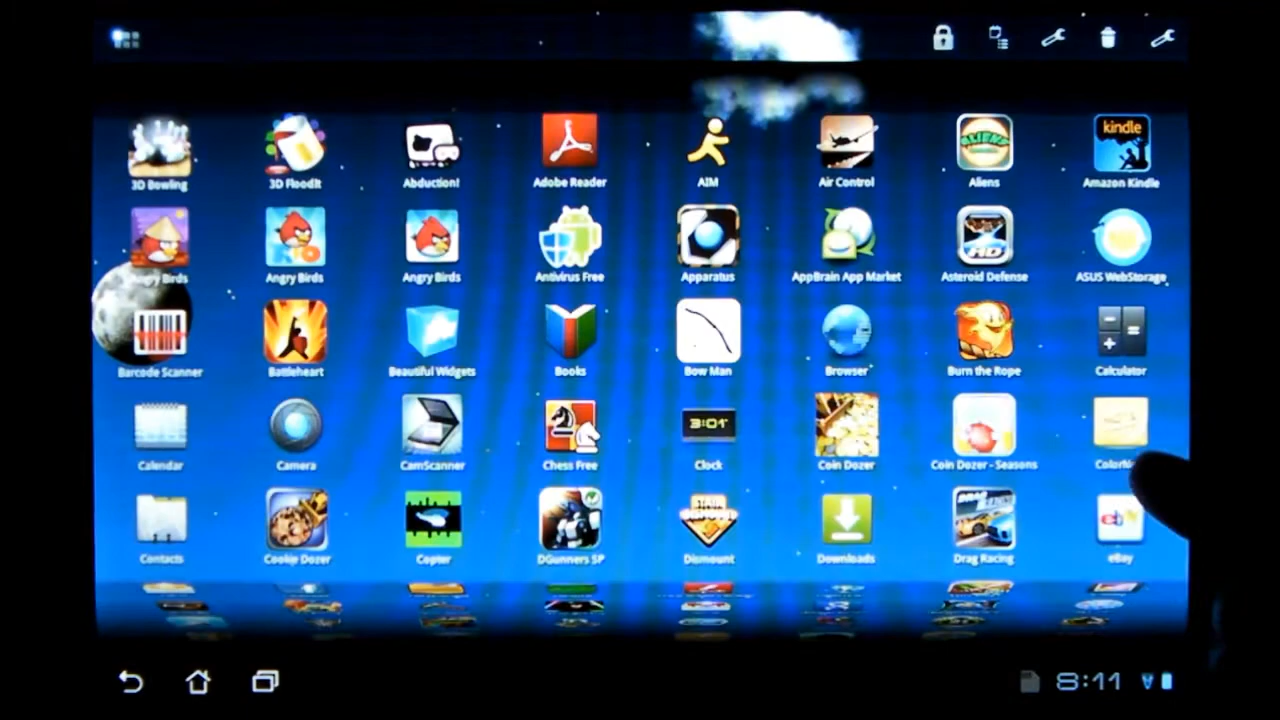 kindle
3D Bowling 3D FloodIt Abduction! Adobe Reader AIM Air Control Aliens Amazon Kindle
Angry Birds Angry Birds Angry Birds Antivirus Free Apparatus AppBrain App Market Asteroid Defense ASUS WebStorage
Barcode Scanner Battleheart Beautiful Widgets Books Bow Man Browser Burn the Rope Calculator
3:01
Calendar Camera CamScanner Chess Free Clock Coin Dozer Coin Dozer - Seasons
Contacts Cookie Dozer Copter DGunners SP Dismount Downloads Drag Racing eBay
8:11